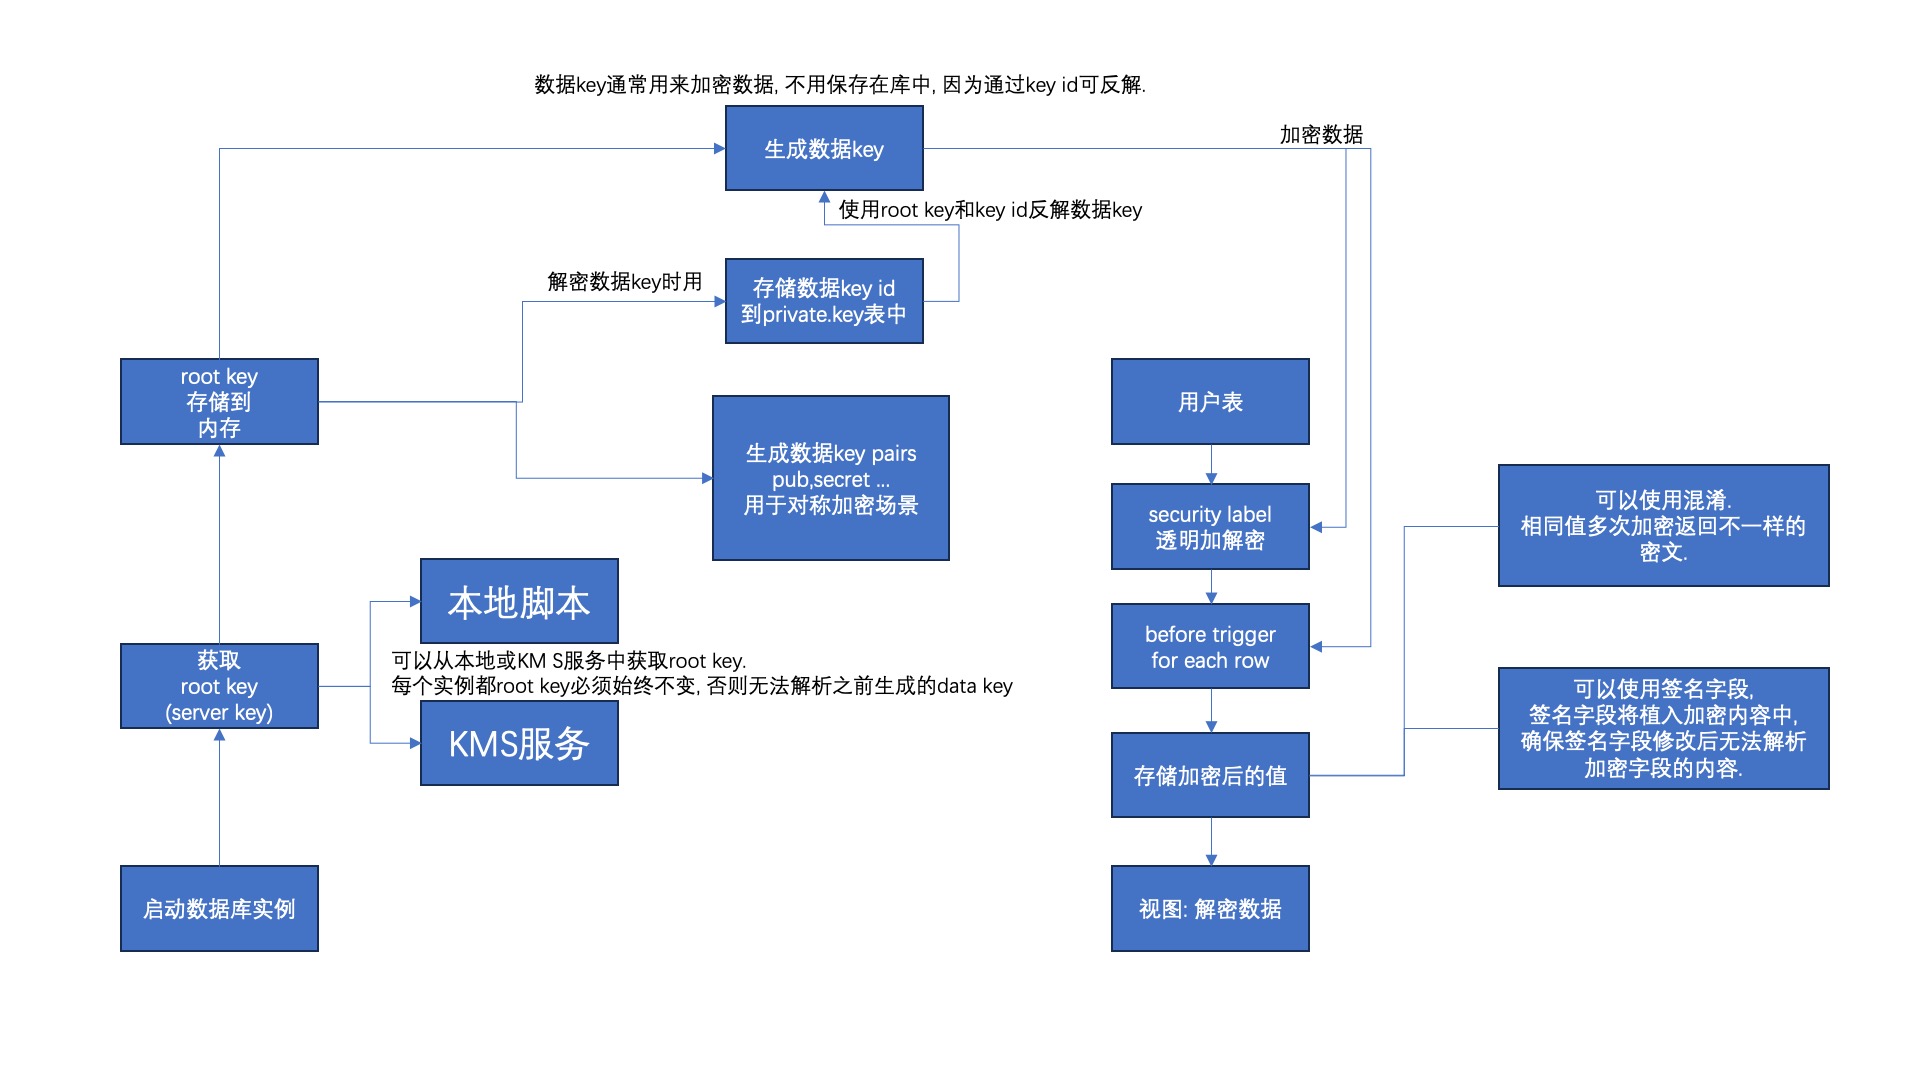 数据key通常用来加密数据, 不用保存在库中, 因为通过key id可反解.
生成数据key
加密数据
使用root key和key id反解数据key
解密数据key时用
存储数据key id
到private.key表中
root key
存储到
内存
生成数据key pairs
pub,secret ...
用于对称加密场景
本地脚本
可以从本地或KM S服务中获取root key.
每个实例都root key必须始终不变, 否则无法解析之前生成的data key
获取
root key
(server key)
KMS服务
启动数据库实例
用户表
security label
透明加解密
before trigger
for each row
存储加密后的值
视图: 解密数据
可以使用混淆.
相同值多次加密返回不一样的
密文.
可以使用签名字段,
签名字段将植入加密内容中,
确保签名字段修改后无法解析
加密字段的内容.